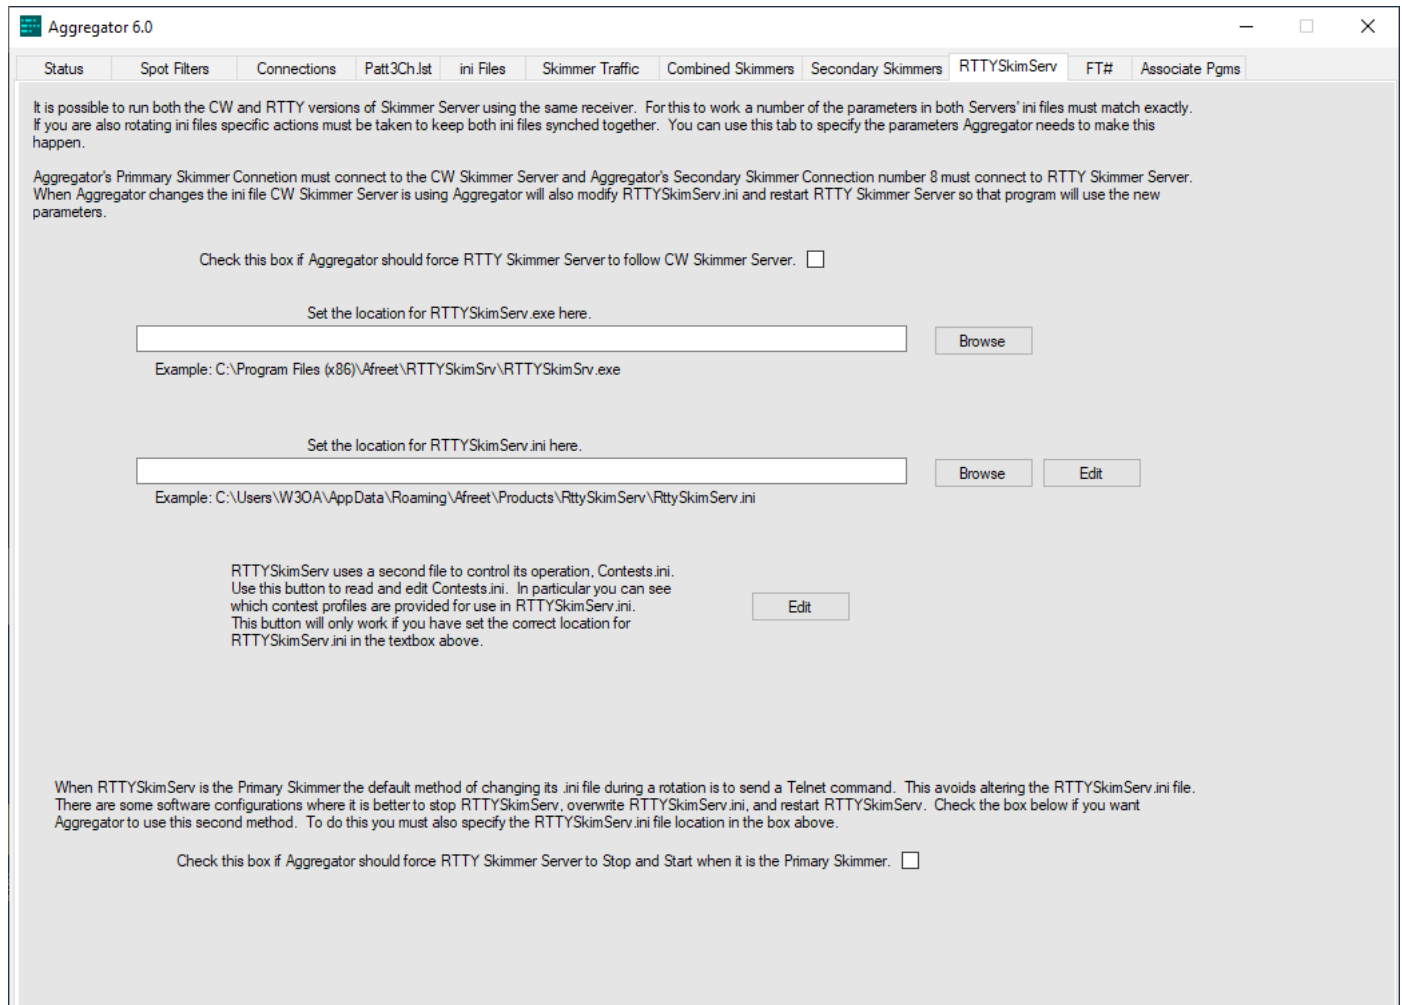 Aggregator 6.0
Status Spot Filters Connections Patt3Ch.lst ini Files Skimmer Traffic Combined Skimmers Secondary Skimmers RTTYSkimServ FT# Associate Pgms
It is possible to run both the CW and RTTY versions of Skimmer Server using the same receiver. For this to work a number of the parameters in both Servers' ini files must match exactly.
If you are also rotating ini files specific actions must be taken to keep both ini files synched together. You can use this tab to specify the parameters Aggregator needs to make this
happen.
Aggregator's Primmary Skimmer Connetion must connect to the CW Skimmer Server and Aggregator's Secondary Skimmer Connection number 8 must connect to RTTY Skimmer Server.
When Aggregator changes the ini file CW Skimmer Server is using Aggregator will also modify RTTYSkimServ.ini and restart RTTY Skimmer Server so that program will use the new
parameters.
Check this box if Aggregator should force RTTY Skimmer Server to follow CW Skimmer Server.
Set the location for RTTYSkimServ.exe here.
Browse
Example: C:\Program Files (x86)\Afreet\RTTYSkimSrv\RTTYSkimSrv.exe
Set the location for RTTYSkimServ.ini here.
Browse Edit
Example: C:\Users\W3OA\AppData\Roaming\Afreet\Products\RttySkimServ\RttySkimServ.ini
RTTYSkimServ uses a second file to control its operation, Contests.ini.
Use this button to read and edit Contests.ini. In particular you can see
which contest profiles are provided for use in RTTYSkimServ.ini.
This button will only work if you have set the correct location for
RTTYSkimServ.ini in the textbox above.
Edit
When RTTYSkimServ is the Primary Skimmer the default method of changing its .ini file during a rotation is to send a Telnet command. This avoids altering the RTTYSkimServ.ini file.
There are some software configurations where it is better to stop RTTYSkimServ, overwrite RTTYSkimServ.ini, and restart RTTYSkimServ. Check the box below if you want
Aggregator to use this second method. To do this you must also specify the RTTYSkimServ.ini file location in the box above.
Check this box if Aggregator should force RTTY Skimmer Server to Stop and Start when it is the Primary Skimmer.